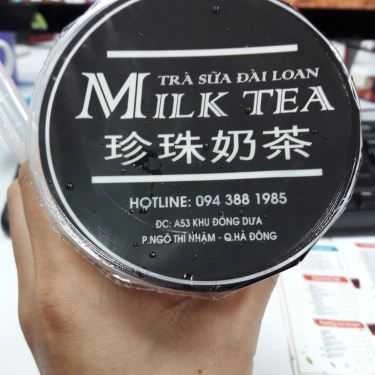 TRÀ SỮA ĐÀI LOAN
MILK TEA
珍珠奶茶
HOTLINE: 094 388 1985
ĐC: A53 KHU ĐỒNG DƯA
P.NGÔ THÌ NHẬM - Q.HÀ ĐÔNG